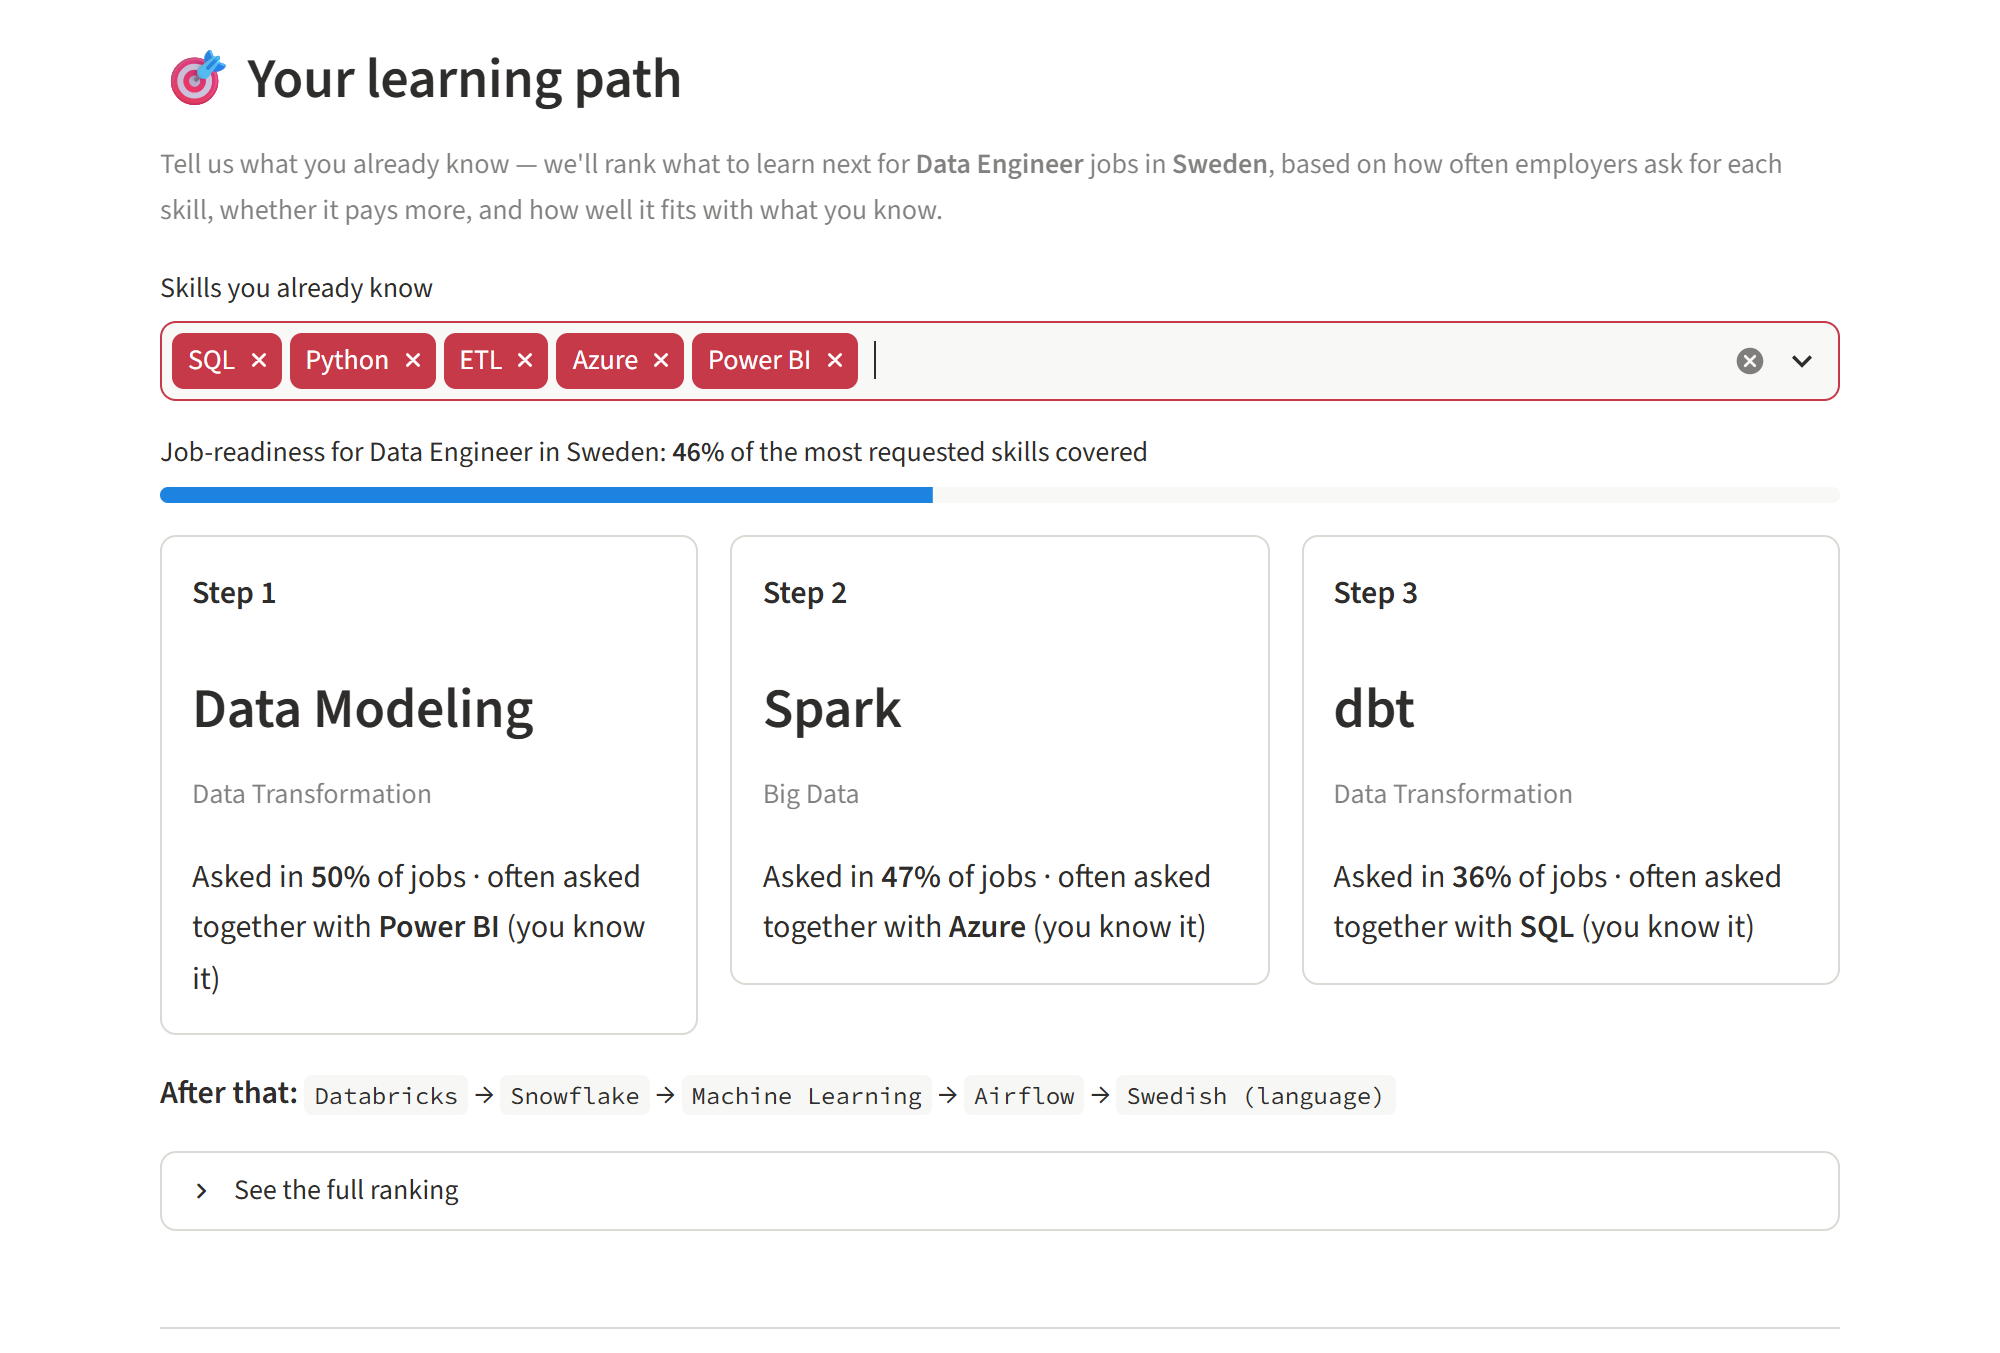 Your learning path
Tell us what you already know — we'll rank what to learn next for Data Engineer jobs in Sweden, based on how often employers ask for each
skill, whether it pays more, and how well it fits with what you know.
Skills you already know
SQL Python ETL Azure Power BI
Job-readiness for Data Engineer in Sweden: 46% of the most requested skills covered
Step 1
Data Modeling
Data Transformation
Asked in 50% of jobs · often asked
together with Power BI (you know
it)
Step 2
Spark
Big Data
Asked in 47% of jobs · often asked
together with Azure (you know it)
Step 3
dbt
Data Transformation
Asked in 36% of jobs · often asked
together with SQL (you know it)
After that: Databricks → Snowflake → Machine Learning → Airflow → Swedish (language)
See the full ranking